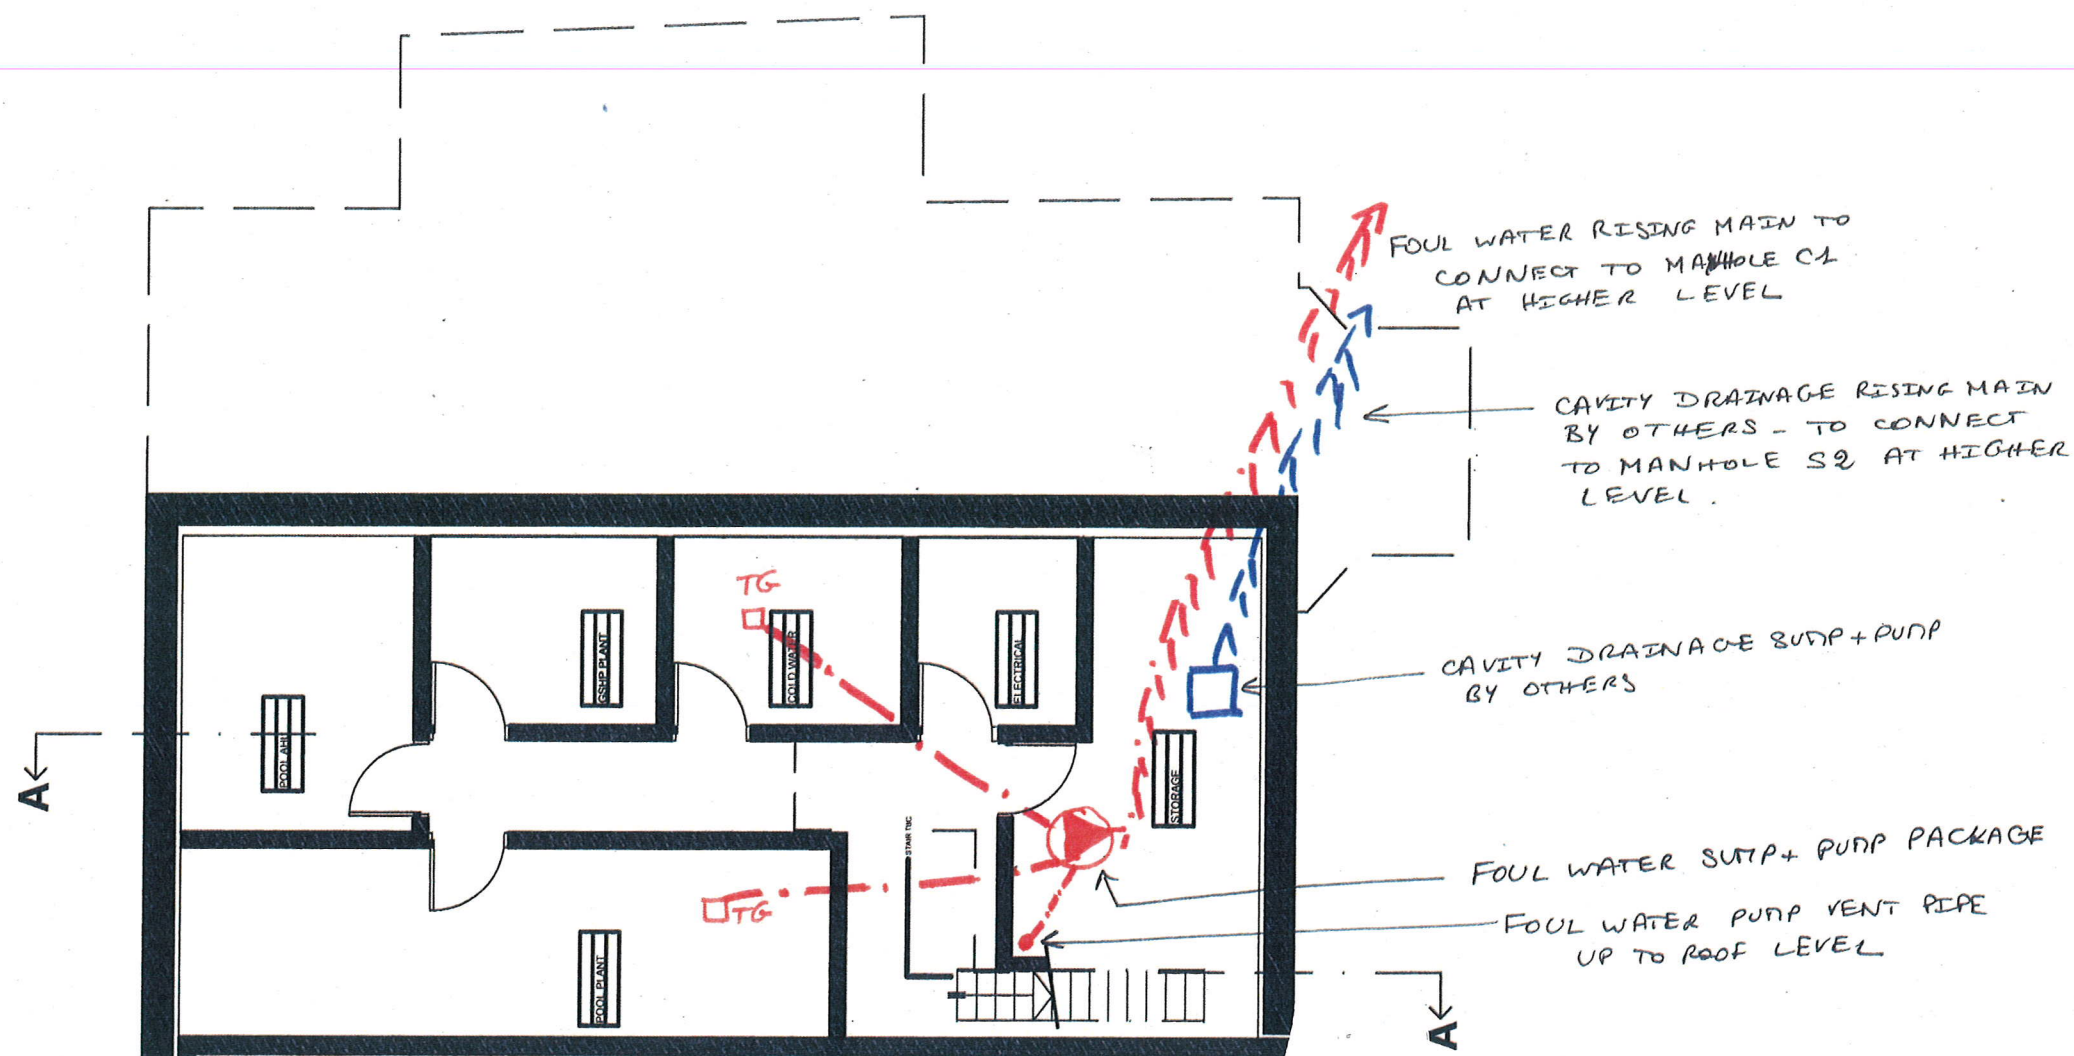 FOUL WATER RISING MAIN TO
CONNECT TO MANHOLE C1
AT HIGHER LEVEL
CAVITY DRAINAGE RISING MAIN
BY OTHERS - TO CONNECT
TO MANHOLE S2 AT HIGHER
LEVEL.
TG
GSHP PLANT
COLD WATER
ELECTRICAL
CAVITY DRAINAGE SUMP + PUMP
BY OTHERS
POOL AHU
STORAGE
A
STAIR TBC
FOUL WATER SUMP + PUMP PACKAGE
TG
FOUL WATER PUMP VENT PIPE
UP TO ROOF LEVEL
POOL PLANT
A